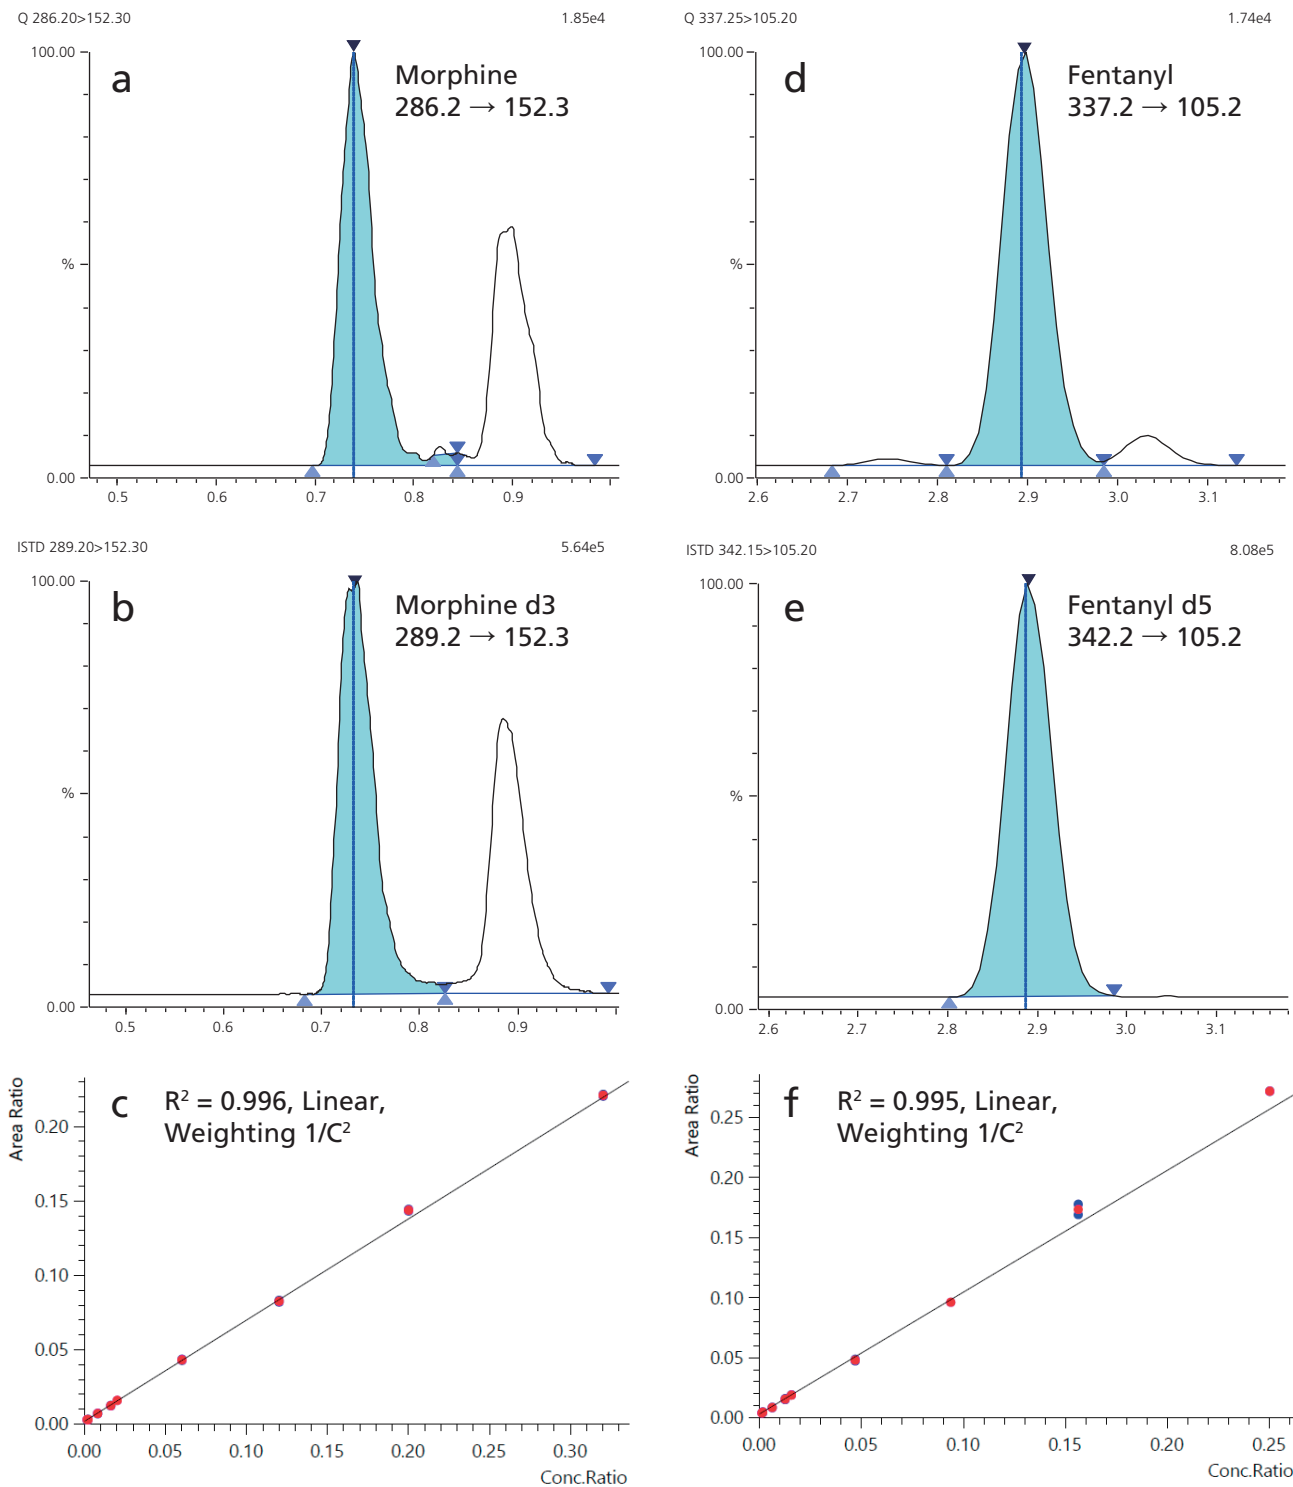 Q 286.20>152.30 1.85e4
100.00
a
Morphine
286.2 → 152.3
%
0.00
0.5 0.6 0.7 0.8 0.9
Q 337.25>105.20 1.74e4
100.00
d
Fentanyl
337.2 → 105.2
%
0.00
2.6 2.7 2.8 2.9 3.0 3.1
ISTD 289.20>152.30 5.64e5
100.00
b
Morphine d3
289.2 → 152.3
%
0.00
0.5 0.6 0.7 0.8 0.9
ISTD 342.15>105.20 8.08e5
100.00
e
Fentanyl d5
342.2 → 105.2
%
0.00
2.6 2.7 2.8 2.9 3.0 3.1
Area Ratio
c
R² = 0.996, Linear,
Weighting 1/C²
0.20
0.15
0.10
0.05
0.00
0.00 0.05 0.10 0.15 0.20 0.25 0.30
Conc.Ratio
Area Ratio
f
R² = 0.995, Linear,
Weighting 1/C²
0.25
0.20
0.15
0.10
0.05
0.00
0.00 0.05 0.10 0.15 0.20 0.25
Conc.Ratio